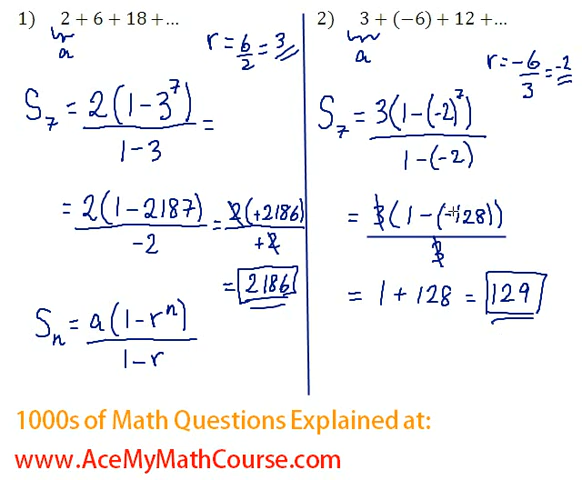 1) 2 + 6 + 18 + ...
a
r = 6/2 = 3
S₇ = 2(1 - 3⁷)/(1 - 3) =
= 2(1 - 2187)/-2 = 2(+2186)/+2
= 2186
Sₙ = a(1 - rⁿ)/(1 - r)
2) 3 + (-6) + 12 + ...
a
r = -6/3 = -2
S₇ = 3(1 - (-2)⁷)/(1 - (-2))
= 3(1 - (-128))/3
= 1 + 128 = 129
1000s of Math Questions Explained at:
www.AceMyMathCourse.com